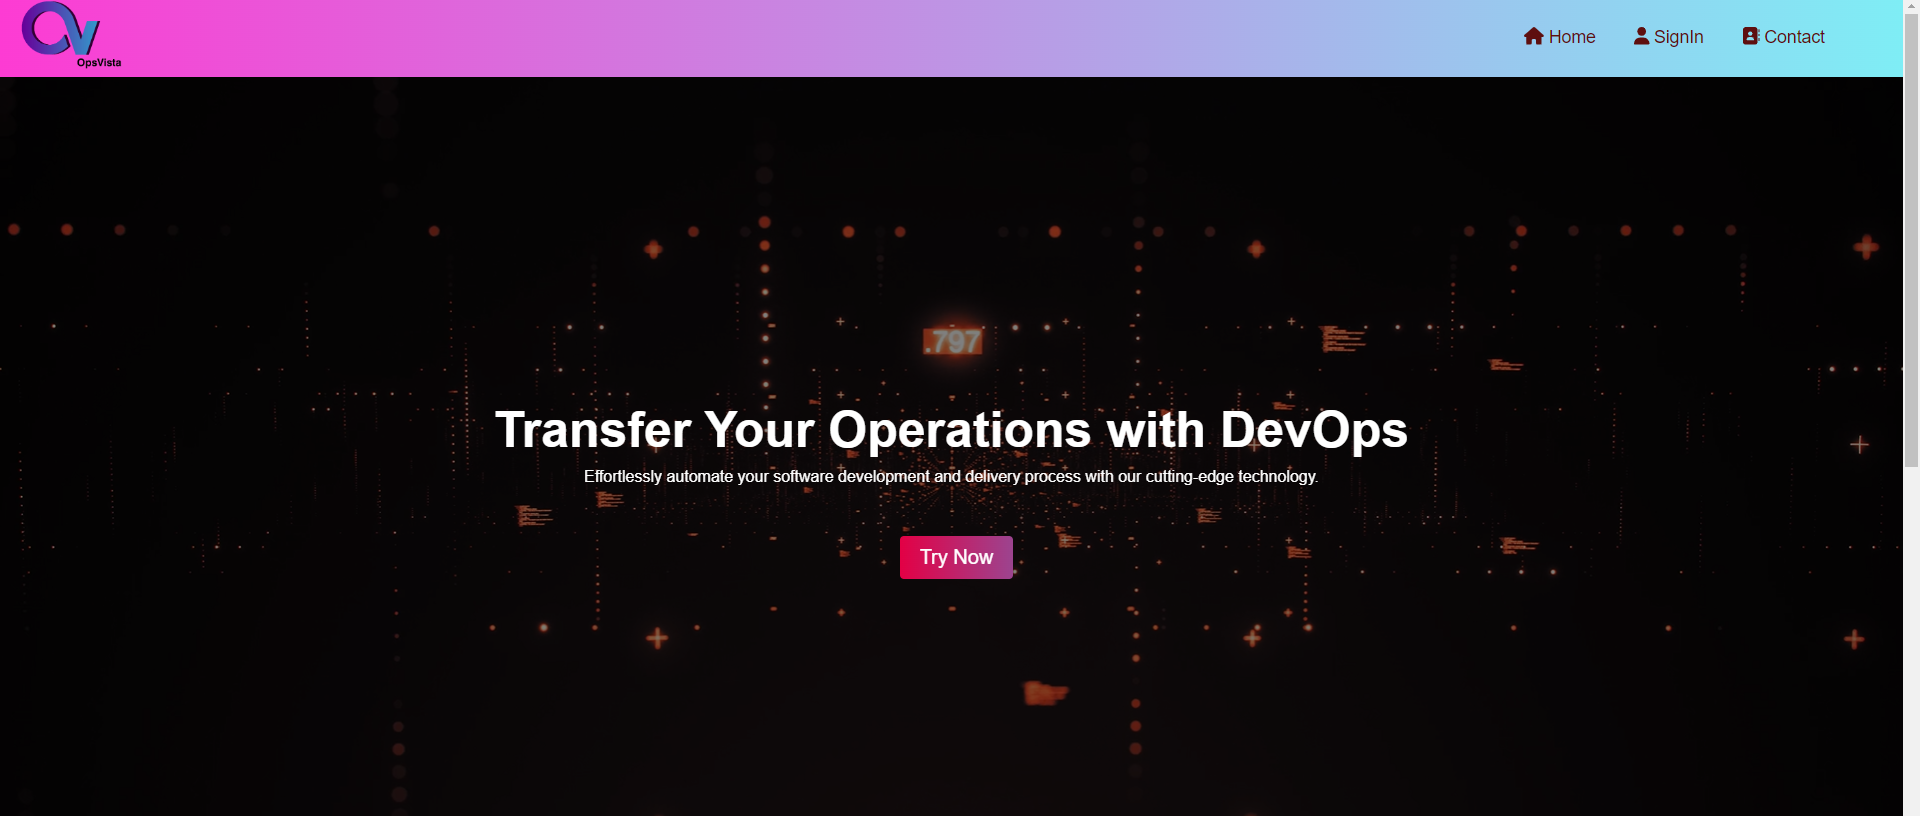 OpsVista
Home
SignIn
Contact
.797
Transfer Your Operations with DevOps
Effortlessly automate your software development and delivery process with our cutting-edge technology.
Try Now